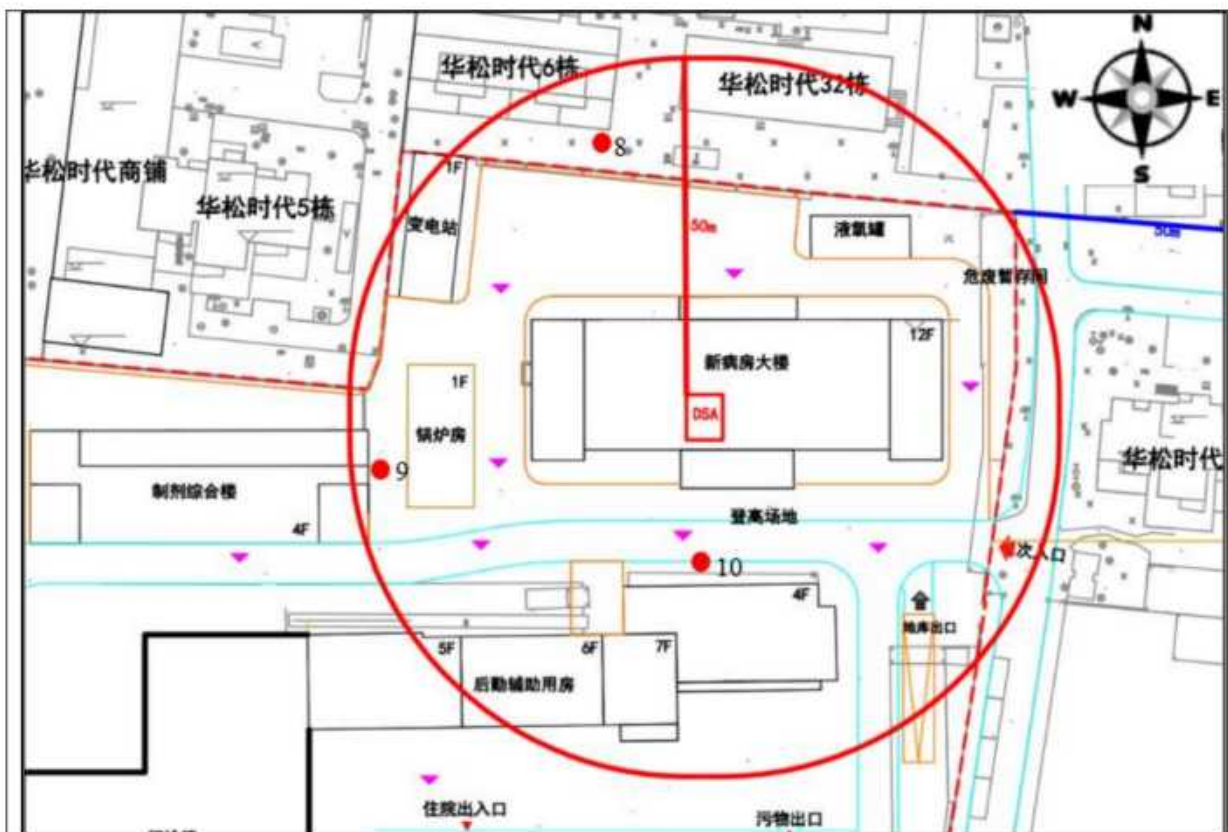 N
W
E
S
华松时代6栋
华松时代32栋
8
华松时代商铺
华松时代5栋
1F
变电站
50m
液氧罐
50m
危废暂存间
12F
新病房大楼
DSA
1F
锅炉房
华松时代
9
制剂综合楼
4F
登高场地
次入口
10
4F
地库出口
5F
6F
7F
后勤辅助用房
住院出入口
污物出口